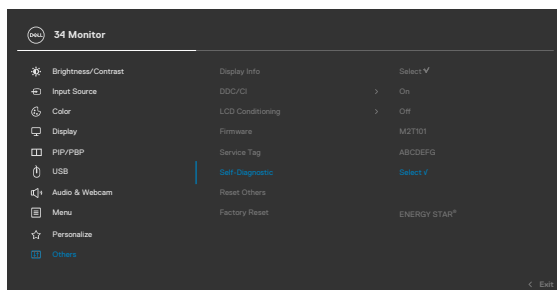 DELL 34 Monitor
Brightness/Contrast Display Info Select √
Input Source DDC/CI > On
Color LCD Conditioning > Off
Display Firmware M2T101
PIP/PBP Service Tag ABCDEFG
USB Self-Diagnostic Select √
Audio & Webcam Reset Others
Menu Factory Reset ENERGY STAR®
Personalize
Others
< Exit